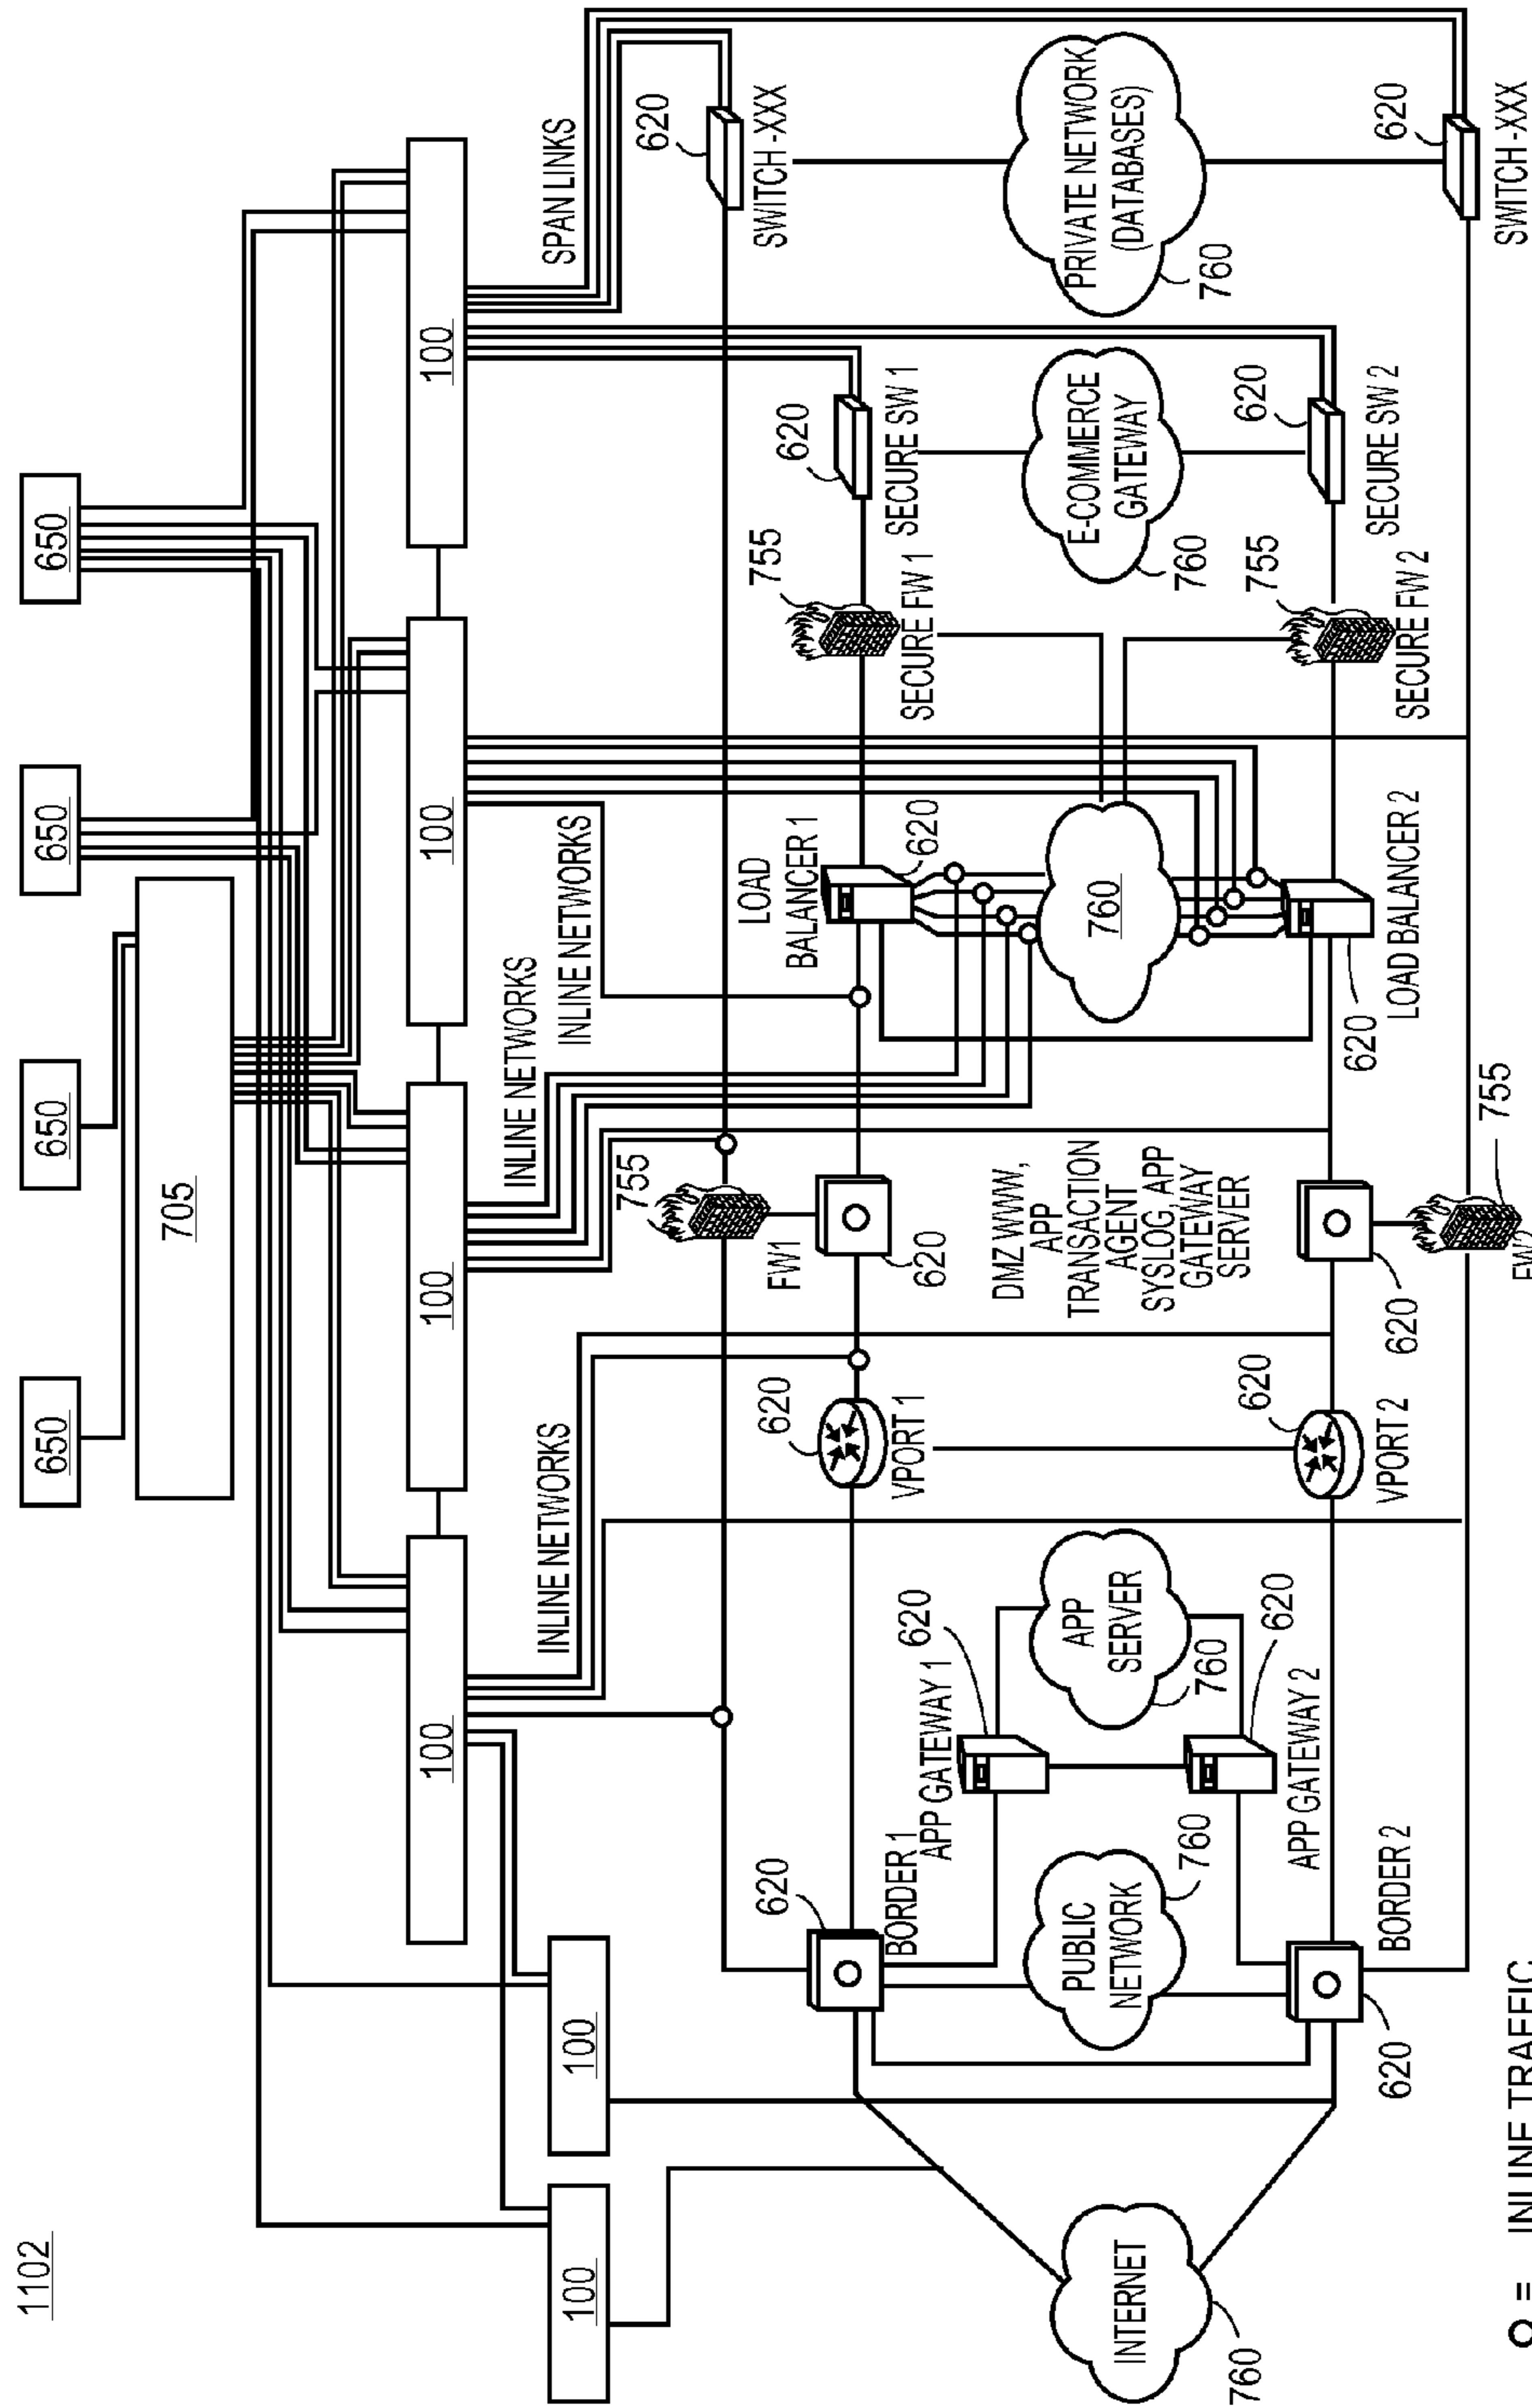 1102
650
650
650
650
705
100
100
100
100
100
100
SPAN LINKS
INLINE NETWORKS
INLINE NETWORKS
INLINE NETWORKS
620
SWITCH -XXX
755
FW1
620
BORDER 1
620
VPORT 1
620
LOAD
BALANCER 1
620
755
SECURE FW 1
620
SECURE SW 1
INTERNET
760
PUBLIC
NETWORK
760
APP GATEWAY 1
620
APP
SERVER
760
620
APP GATEWAY 2
DMZ WWW,
APP
TRANSACTION
AGENT
SYSLOG, APP
GATEWAY
SERVER
760
E-COMMERCE
GATEWAY
760
PRIVATE NETWORK
(DATABASES)
760
620
BORDER 2
620
VPORT 2
620
620
LOAD BALANCER 2
755
SECURE FW 2
620
SECURE SW 2
620
SWITCH -XXX
755
FW2
O = INLINE TRAFFIC